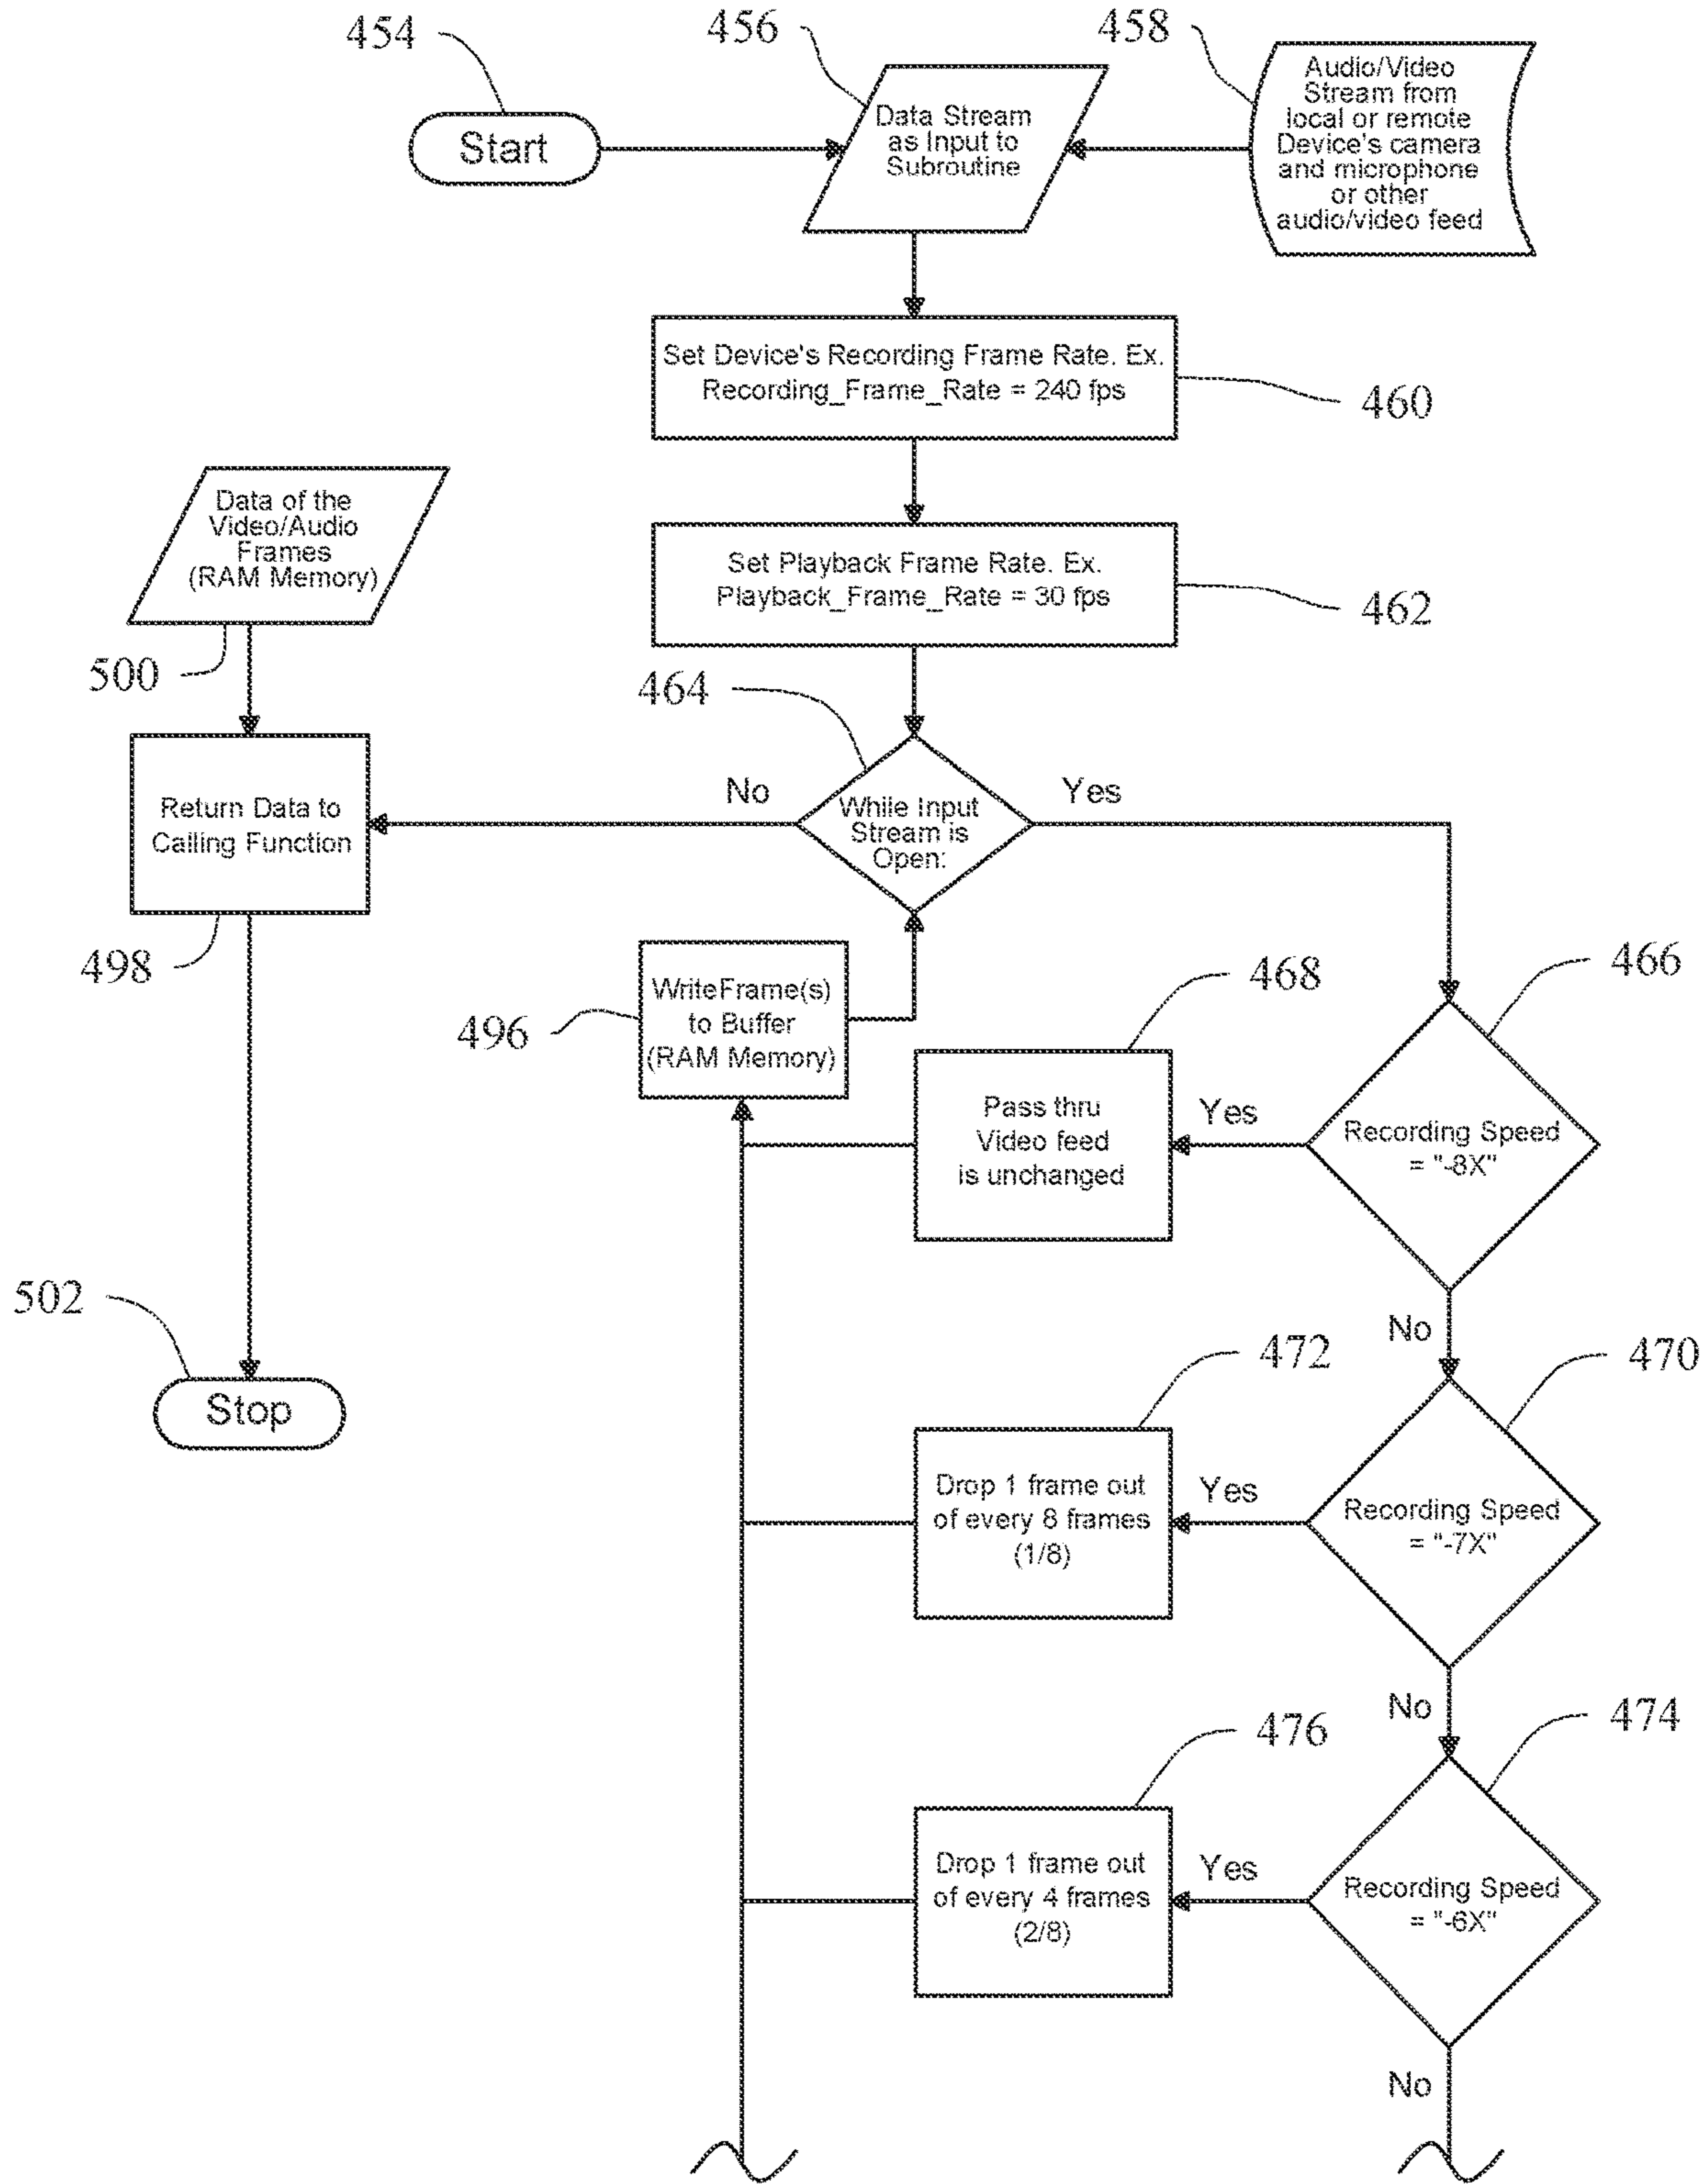 454
456
458
Start
Data Stream
as Input to
Subroutine
Audio/Video
Stream from
local or remote
Device's camera
and microphone
or other
audio/video feed
Set Device's Recording Frame Rate. Ex.
Recording_Frame_Rate = 240 fps
460
Data of the
Video/Audio
Frames
(RAM Memory)
500
Set Playback Frame Rate. Ex.
Playback_Frame_Rate = 30 fps
462
464
Return Data to
Calling Function
498
No
While Input
Stream is
Open:
Yes
WriteFrame(s)
to Buffer
(RAM Memory)
496
468
466
Pass thru
Video feed
is unchanged
Yes
Recording Speed
= "-8X"
No
502
Stop
472
470
Drop 1 frame out
of every 8 frames
(1/8)
Yes
Recording Speed
= "-7X"
No
476
474
Drop 1 frame out
of every 4 frames
(2/8)
Yes
Recording Speed
= "-6X"
No